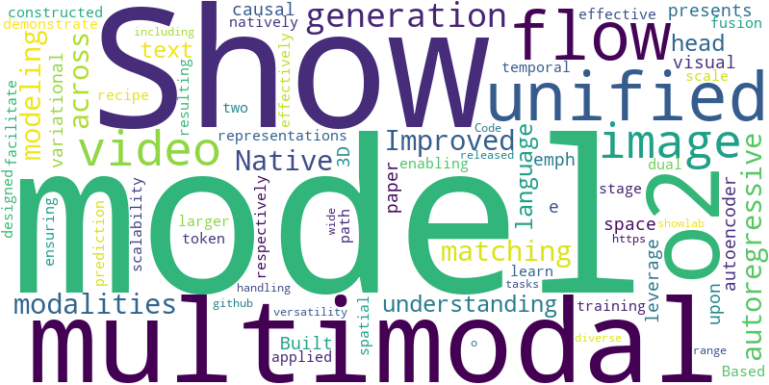 constructed
demonstrate
causal
natively
generation
flow
effective
presents
fusion
Show
head
visual
scale
including
modeling
across
text
recipe
resulting
effectively
two
temporal
unified
facilitate
designed
variational
video
representations
Improved
Code
released
emph
image
dual
Native
3D
enabling
language
model
ensuring
prediction
scalability
larger
token
respectively
wide
path
paper
e
matching
learn
tasks
stage
space
https
showlab
o2
autoencoder
autoregressive
leverage
upon
modalities
github
handling
versatility
spatial
understanding
training
multimodal
Built
applied
o
diverse
range
Based